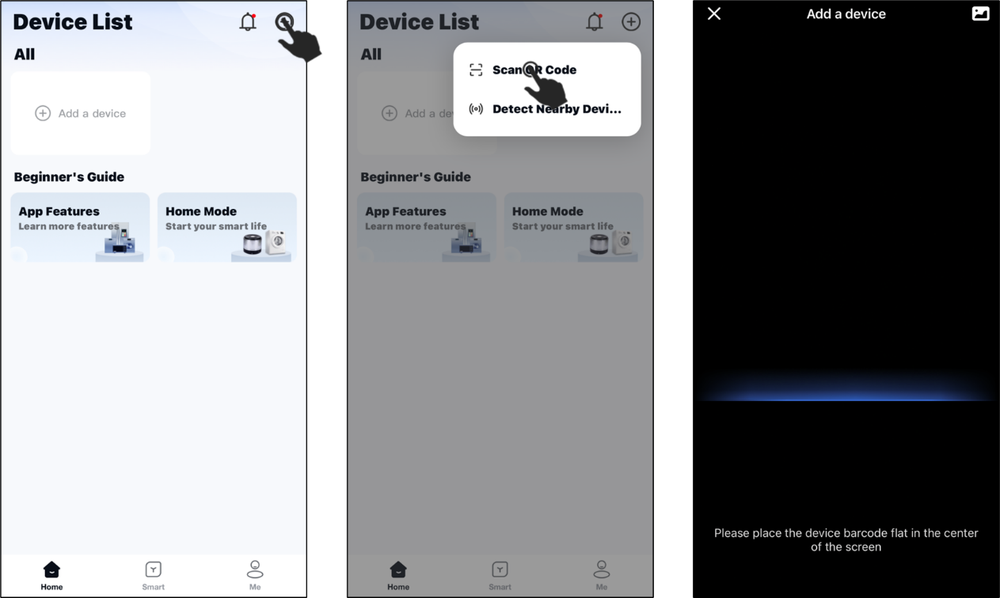 Device List
All
Add a device
Beginner's Guide
App Features
Learn more features
Home Mode
Start your smart life
Home
Smart
Me
Device List
All
Scan QR Code
Detect Nearby Devi...
Add a de
Beginner's Guide
App Features
Learn more features
Home Mode
Start your smart life
Home
Smart
Me
Add a device
Please place the device barcode flat in the center
of the screen